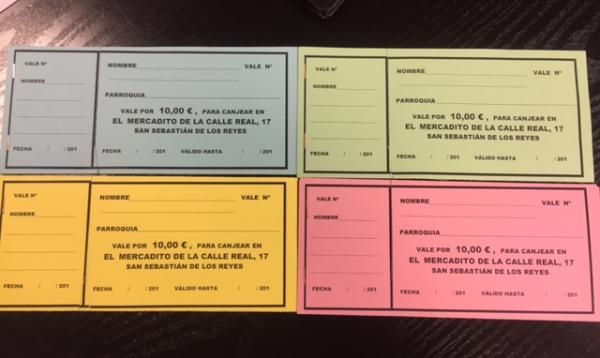 VALE Nº
NOMBRE
FECHA / /201
NOMBRE VALE Nº
PARROQUIA
VALE POR 10,00 €, PARA CANJEAR EN
EL MERCADITO DE LA CALLE REAL, 17
SAN SEBASTIÁN DE LOS REYES
FECHA / /201 VÁLIDO HASTA / /201
VALE Nº
NOMBRE
FECHA / /201
NOMBRE VALE Nº
PARROQUIA
VALE POR 10,00 €, PARA CANJEAR EN
EL MERCADITO DE LA CALLE REAL, 17
SAN SEBASTIÁN DE LOS REYES
FECHA / /201 VÁLIDO HASTA / /201
VALE Nº
NOMBRE
FECHA / /201
NOMBRE VALE Nº
PARROQUIA
VALE POR 10,00 €, PARA CANJEAR EN
EL MERCADITO DE LA CALLE REAL, 17
SAN SEBASTIÁN DE LOS REYES
FECHA / /201 VÁLIDO HASTA / /201
VALE Nº
NOMBRE
FECHA / /201
NOMBRE VALE Nº
PARROQUIA
VALE POR 10,00 €, PARA CANJEAR EN
EL MERCADITO DE LA CALLE REAL, 17
SAN SEBASTIÁN DE LOS REYES
FECHA / /201 VÁLIDO HASTA / /201